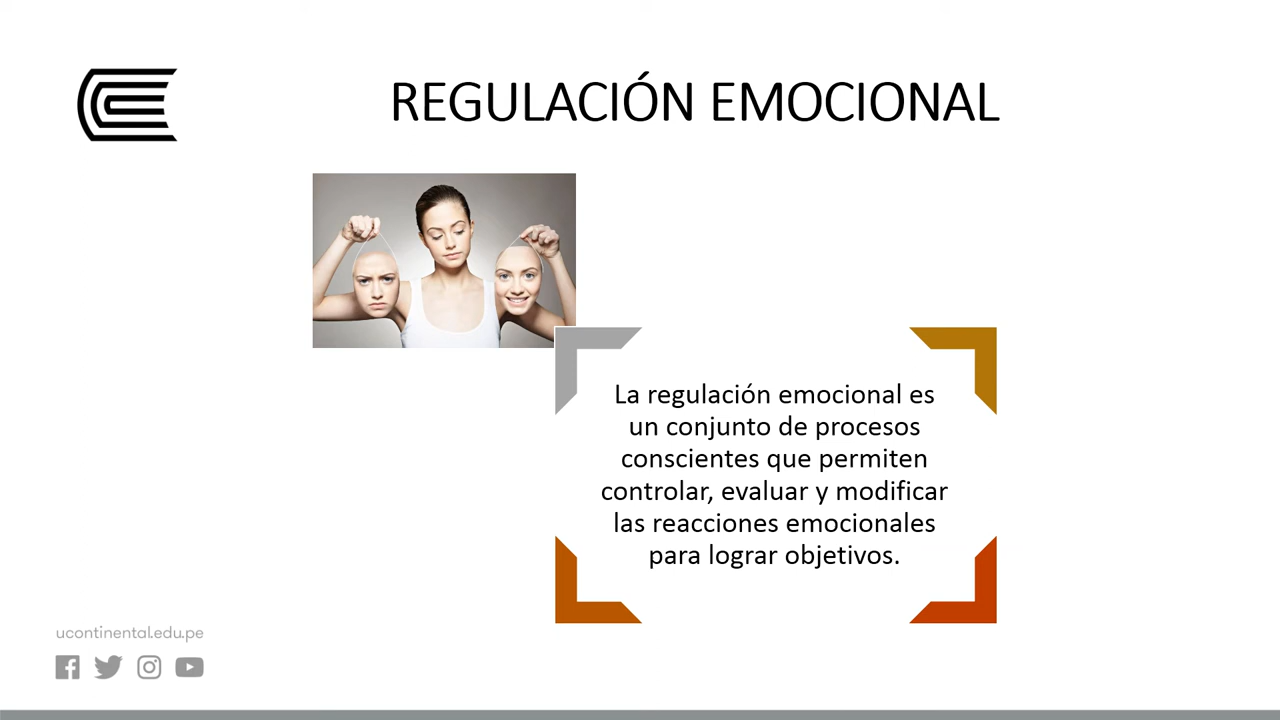 REGULACIÓN EMOCIONAL
La regulación emocional es
un conjunto de procesos
conscientes que permiten
controlar, evaluar y modificar
las reacciones emocionales
para lograr objetivos.
ucontinental.edu.pe